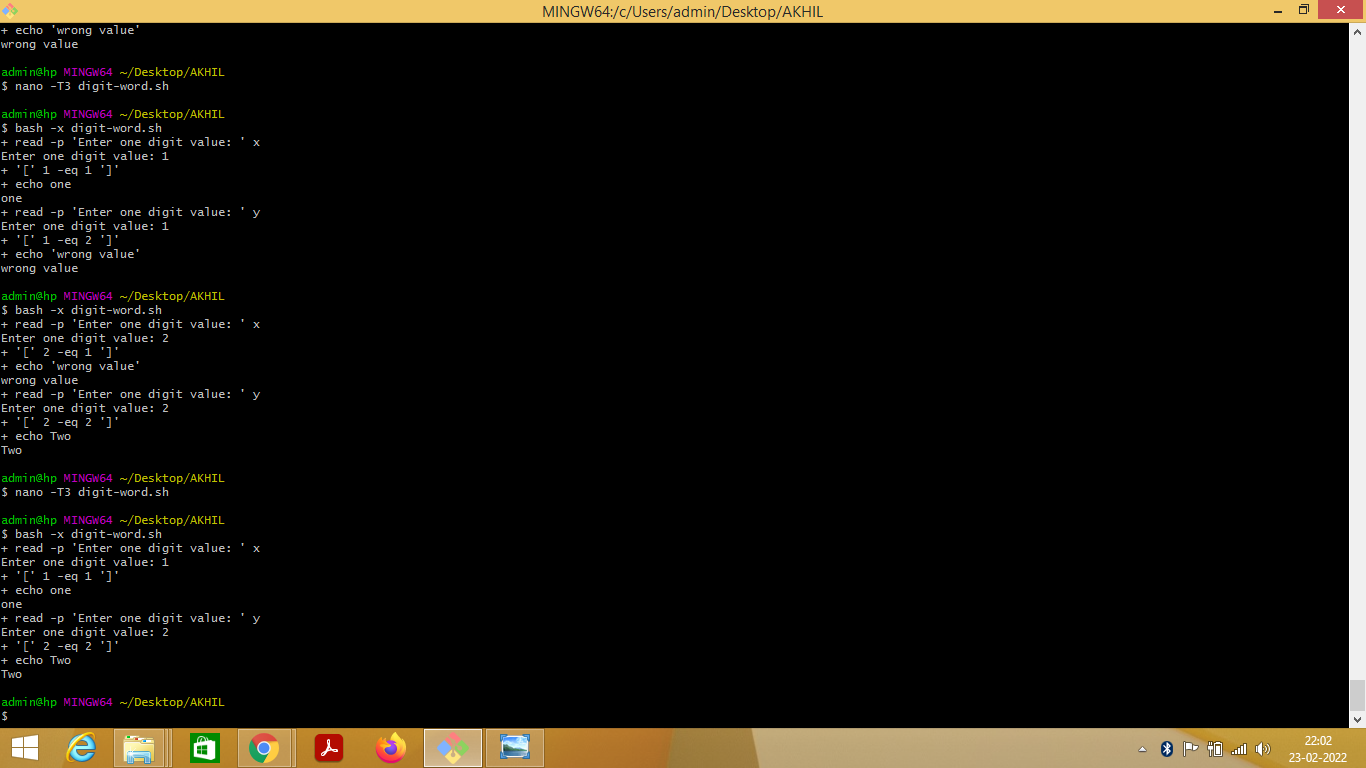 MINGW64:/c/Users/admin/Desktop/AKHIL
+ echo 'wrong value'
wrong value
admin@hp MINGW64 ~/Desktop/AKHIL
$ nano -T3 digit-word.sh
admin@hp MINGW64 ~/Desktop/AKHIL
$ bash -x digit-word.sh
+ read -p 'Enter one digit value: ' x
Enter one digit value: 1
+ '[' 1 -eq 1 ']'
+ echo one
one
+ read -p 'Enter one digit value: ' y
Enter one digit value: 1
+ '[' 1 -eq 2 ']'
+ echo 'wrong value'
wrong value
admin@hp MINGW64 ~/Desktop/AKHIL
$ bash -x digit-word.sh
+ read -p 'Enter one digit value: ' x
Enter one digit value: 2
+ '[' 2 -eq 1 ']'
+ echo 'wrong value'
wrong value
+ read -p 'Enter one digit value: ' y
Enter one digit value: 2
+ '[' 2 -eq 2 ']'
+ echo Two
Two
admin@hp MINGW64 ~/Desktop/AKHIL
$ nano -T3 digit-word.sh
admin@hp MINGW64 ~/Desktop/AKHIL
$ bash -x digit-word.sh
+ read -p 'Enter one digit value: ' x
Enter one digit value: 1
+ '[' 1 -eq 1 ']'
+ echo one
one
+ read -p 'Enter one digit value: ' y
Enter one digit value: 2
+ '[' 2 -eq 2 ']'
+ echo Two
Two
admin@hp MINGW64 ~/Desktop/AKHIL
$
22:02
23-02-2022